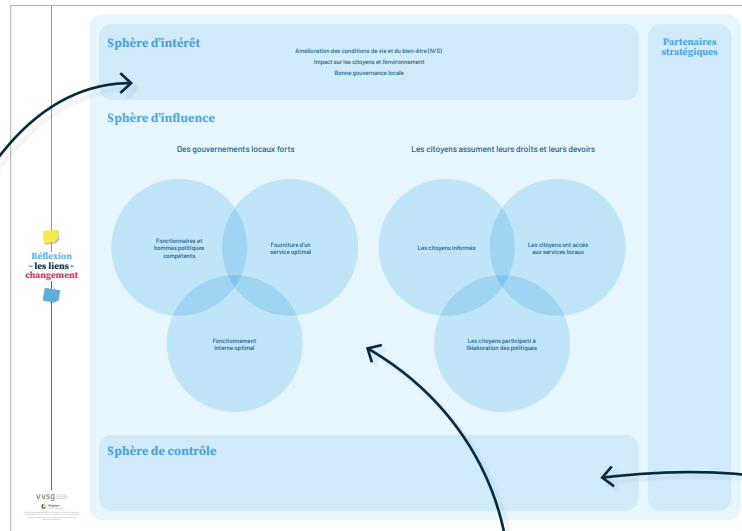 Sphère d'intérêt
Amélioration des conditions de vie et du bien-être (N/S)
Impact sur les citoyens et l'environnement
Bonne gouvernance locale
Partenaires
stratégiques
Sphère d'influence
Des gouvernements locaux forts
Les citoyens assument leurs droits et leurs devoirs
Fonctionnaires et
hommes politiques
compétents
Fourniture d'un
service optimal
Fonctionnement
interne optimal
Les citoyens informés
Les citoyens ont accès
aux services locaux
Les citoyens participent à
l'élaboration des politiques
Réflexion
- les liens -
changement
Sphère de contrôle
vvsg